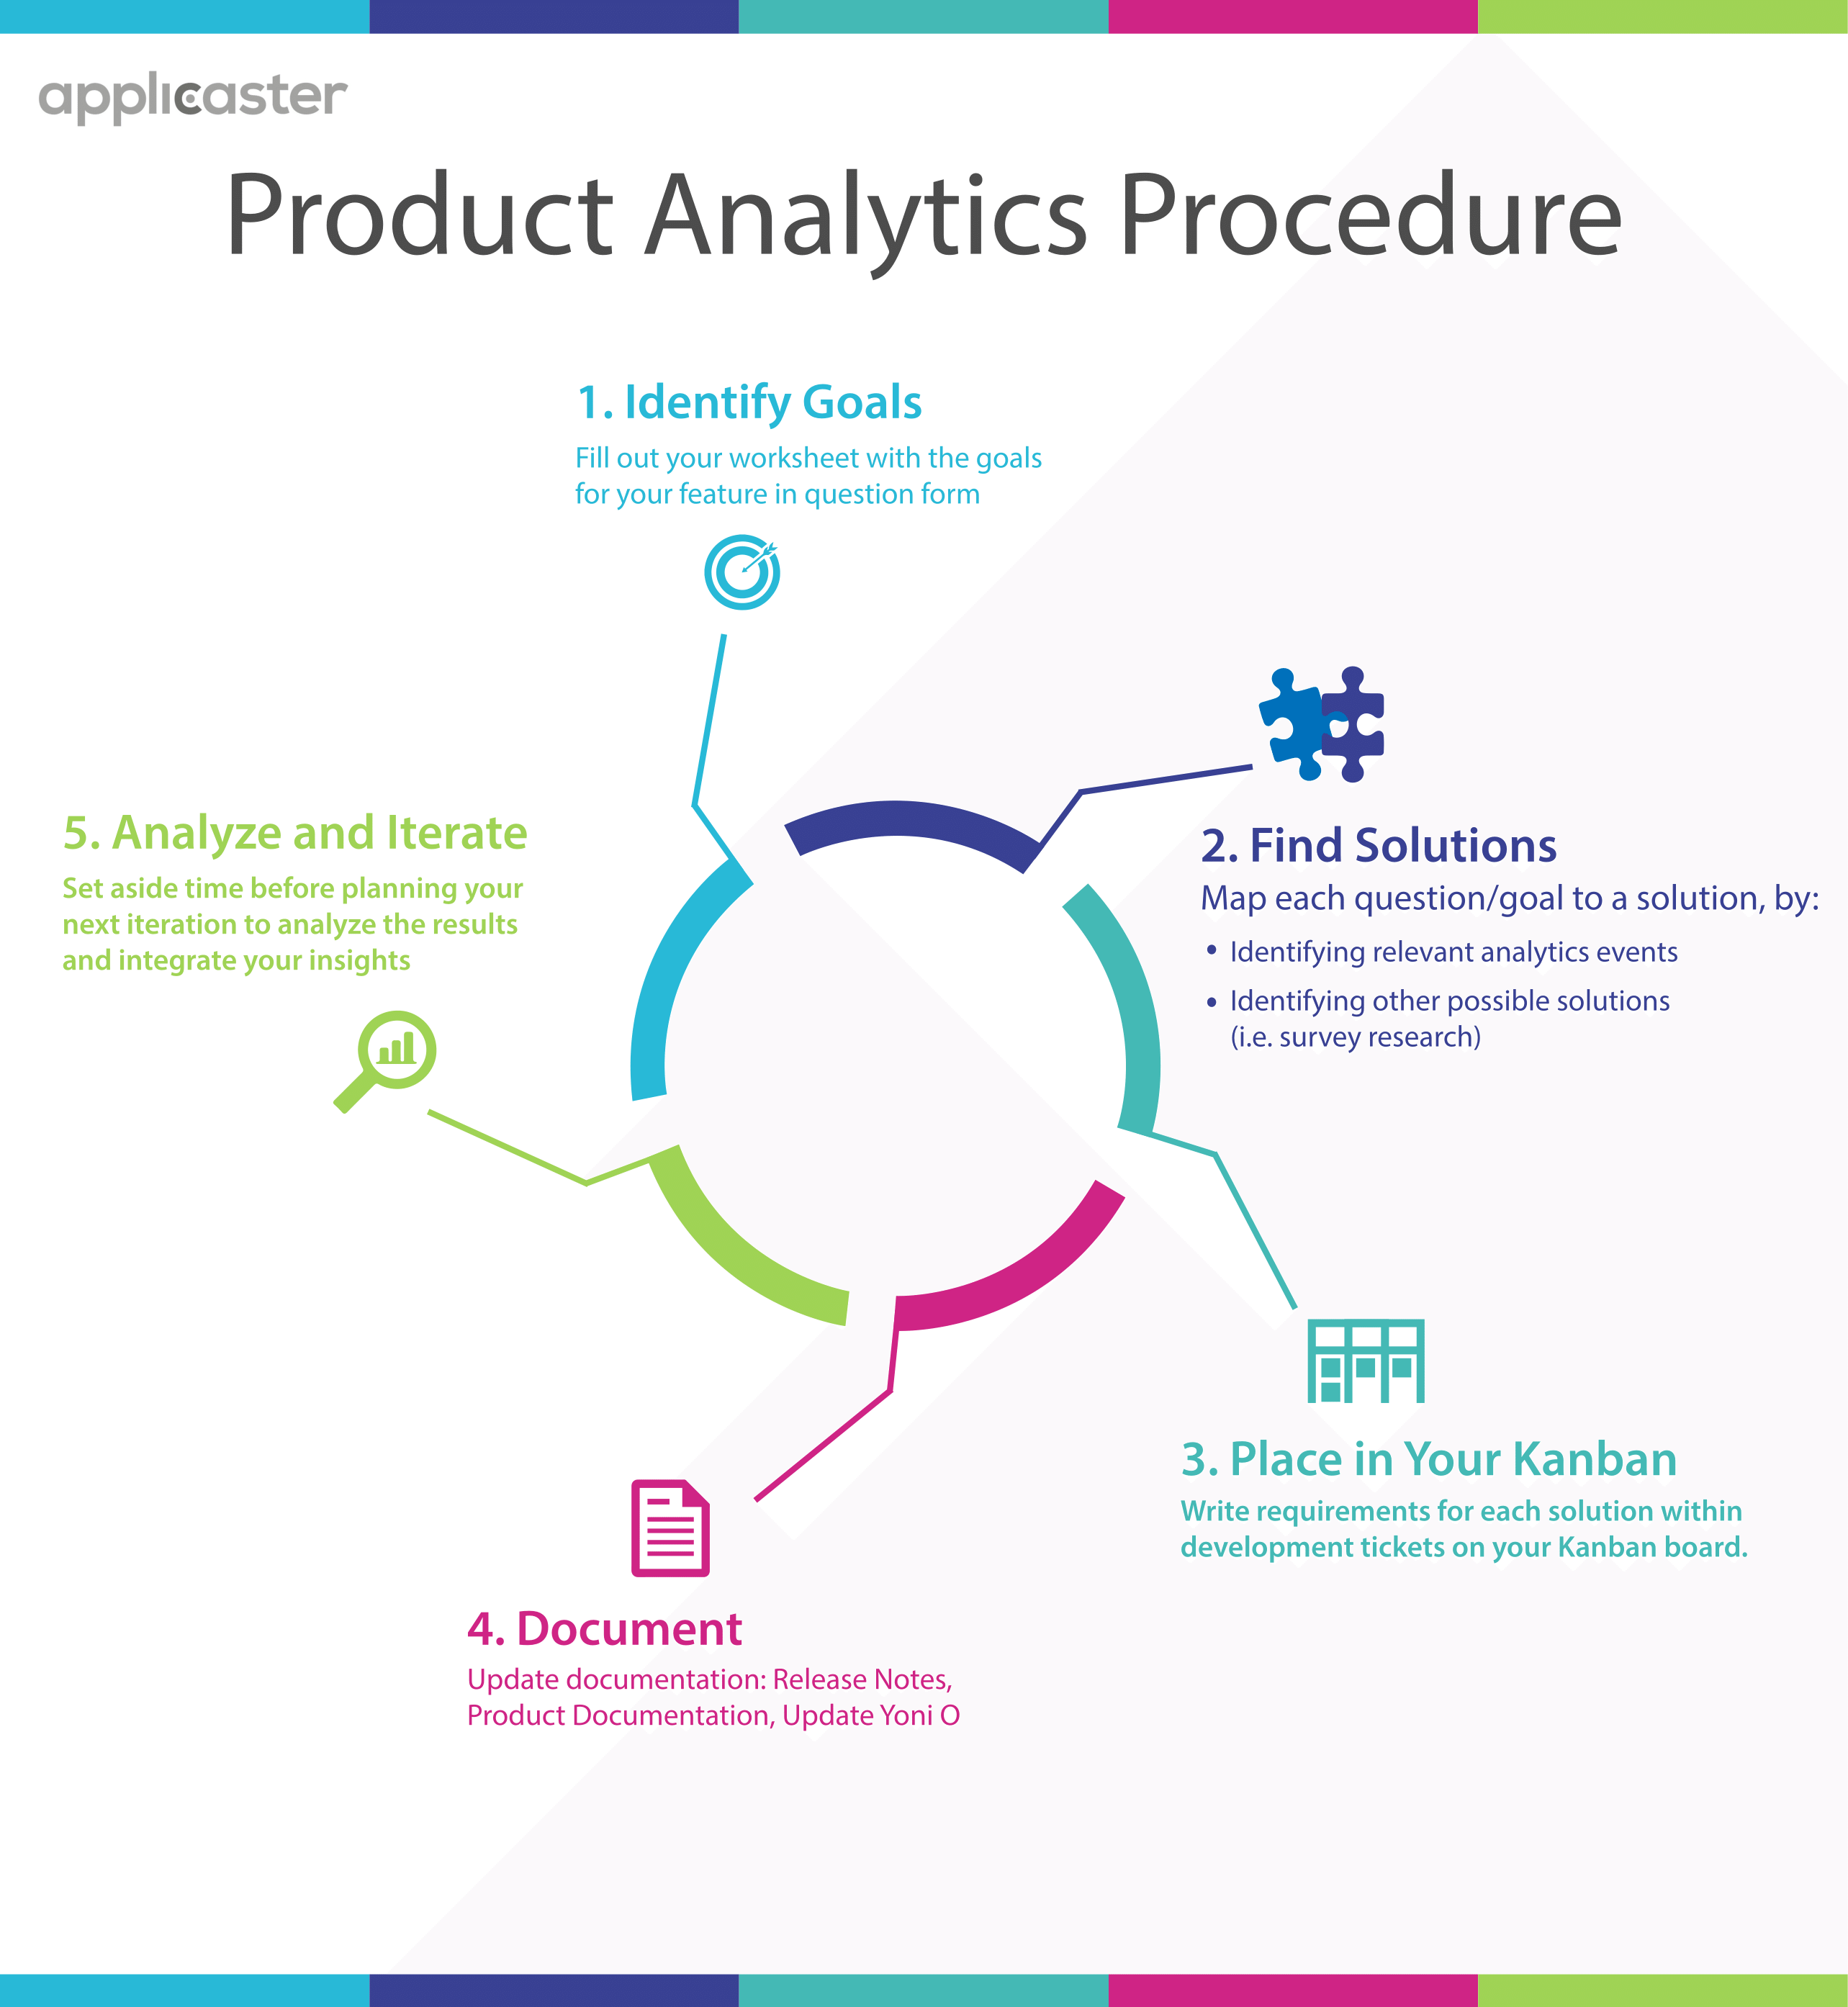 applicaster
Product Analytics Procedure
1. Identify Goals
Fill out your worksheet with the goals
for your feature in question form
2. Find Solutions
Map each question/goal to a solution, by:
• Identifying relevant analytics events
• Identifying other possible solutions
(i.e. survey research)
3. Place in Your Kanban
Write requirements for each solution within
development tickets on your Kanban board.
4. Document
Update documentation: Release Notes,
Product Documentation, Update Yoni O
5. Analyze and Iterate
Set aside time before planning your
next iteration to analyze the results
and integrate your insights